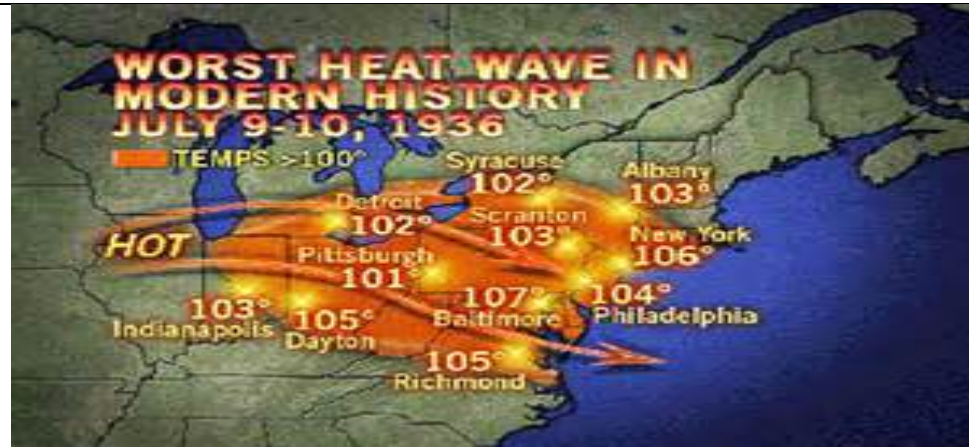 WORST HEAT WAVE IN
MODERN HISTORY
JULY 9-10, 1936
TEMPS >100°
Syracuse
102°
Albany
103°
Detroit
102°
Scranton
103°
New York
106°
HOT
Pittsburgh
101°
103°
Indianapolis
105°
Dayton
107°
Baltimore
104°
Philadelphia
105°
Richmond